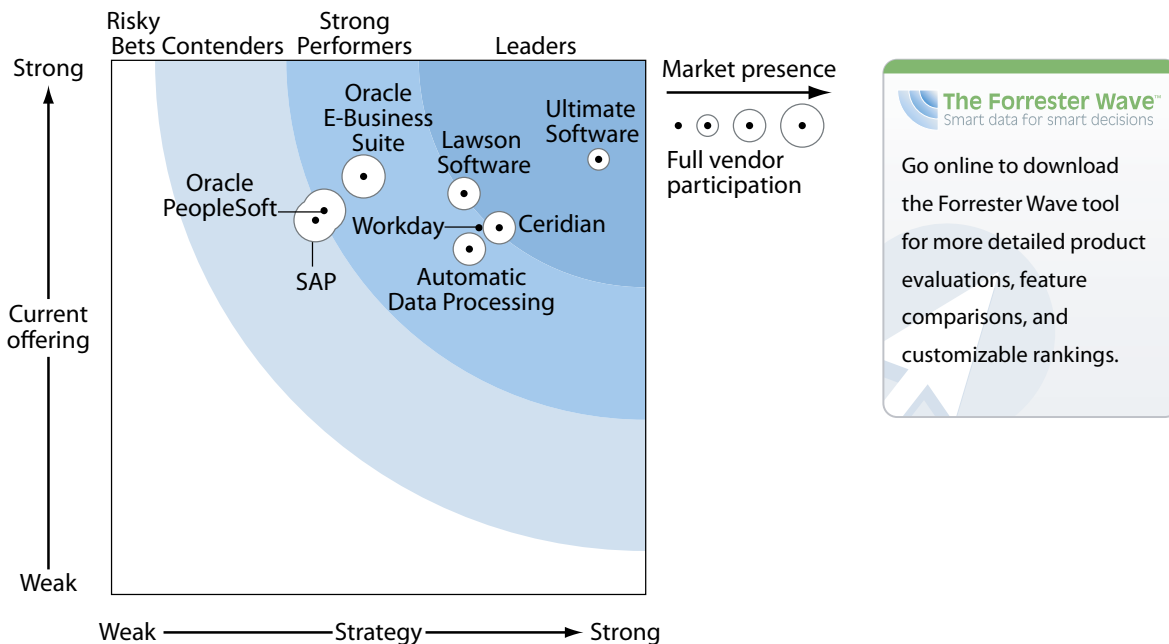 Risky
Bets
Contenders
Strong
Performers
Leaders
Strong
Current
offering
Weak
Oracle
E-Business
Suite
Ultimate
Software
Lawson
Software
Oracle
PeopleSoft
Workday
Ceridian
SAP
Automatic
Data Processing
Weak
Strategy
Strong
Market presence
Full vendor
participation
The Forrester Wave™
Smart data for smart decisions
Go online to download
the Forrester Wave tool
for more detailed product
evaluations, feature
comparisons, and
customizable rankings.